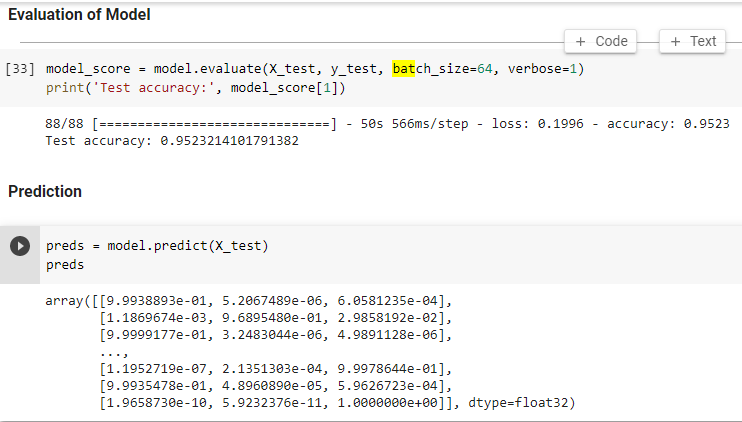 Evaluation of Model
+ Code
+ Text
[33] model_score = model.evaluate(X_test, y_test, batch_size=64, verbose=1)
print('Test accuracy:', model_score[1])
88/88 [==============================] - 50s 566ms/step - loss: 0.1996 - accuracy: 0.9523
Test accuracy: 0.9523214101791382
Prediction
preds = model.predict(X_test)
preds
array([[9.9938893e-01, 5.2067489e-06, 6.0581235e-04],
[1.1869674e-03, 9.6895480e-01, 2.9858192e-02],
[9.9999177e-01, 3.2483044e-06, 4.9891128e-06],
...,
[1.1952719e-07, 2.1351303e-04, 9.9978644e-01],
[9.9935478e-01, 4.8960890e-05, 5.9626723e-04],
[1.9658730e-10, 5.9232376e-11, 1.0000000e+00]], dtype=float32)